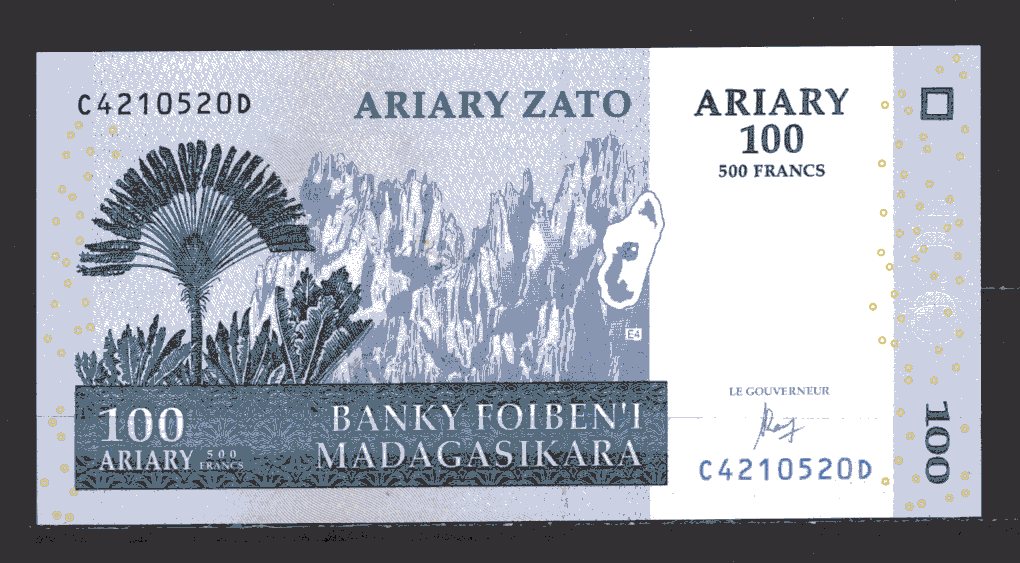 C4210520D
ARIARY ZATO
ARIARY
100
500 FRANCS
E4
LE GOUVERNEUR
100
ARIARY 500 FRANCS
BANKY FOIBEN'I
MADAGASIKARA
C4210520D
100